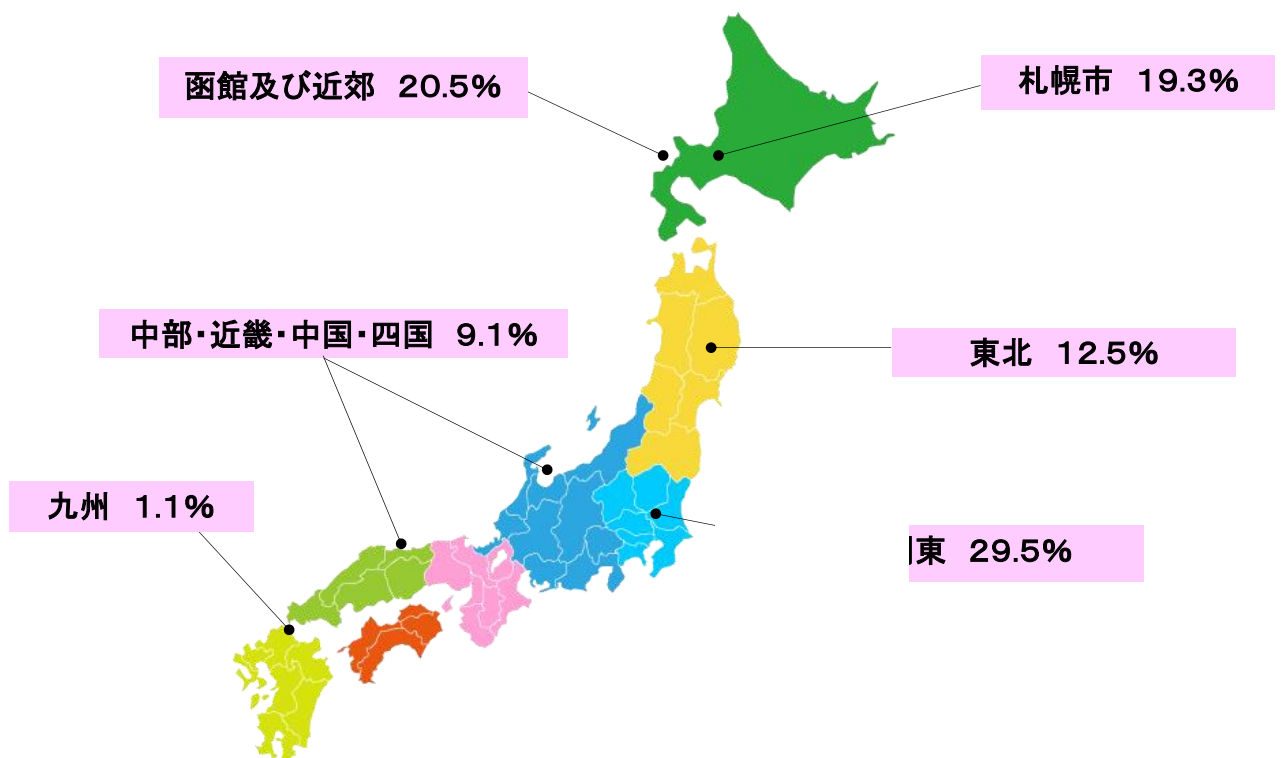 函館及び近郊 20.5%
札幌市 19.3%
中部・近畿・中国・四国 9.1%
東北 12.5%
九州 1.1%
東 29.5%